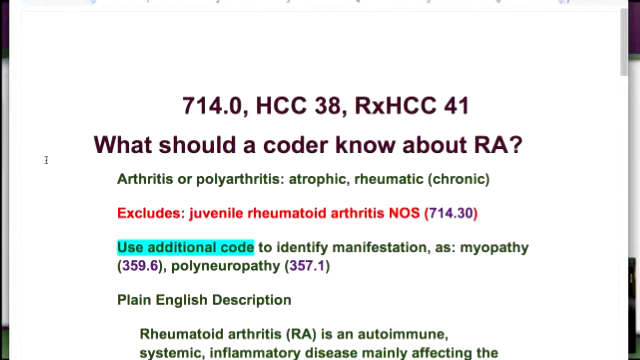 714.0, HCC 38, RxHCC 41
What should a coder know about RA?
Arthritis or polyarthritis: atrophic, rheumatic (chronic)
Excludes: juvenile rheumatoid arthritis NOS (714.30)
Use additional code to identify manifestation, as: myopathy
(359.6), polyneuropathy (357.1)
Plain English Description
Rheumatoid arthritis (RA) is an autoimmune,
systemic, inflammatory disease mainly affecting the